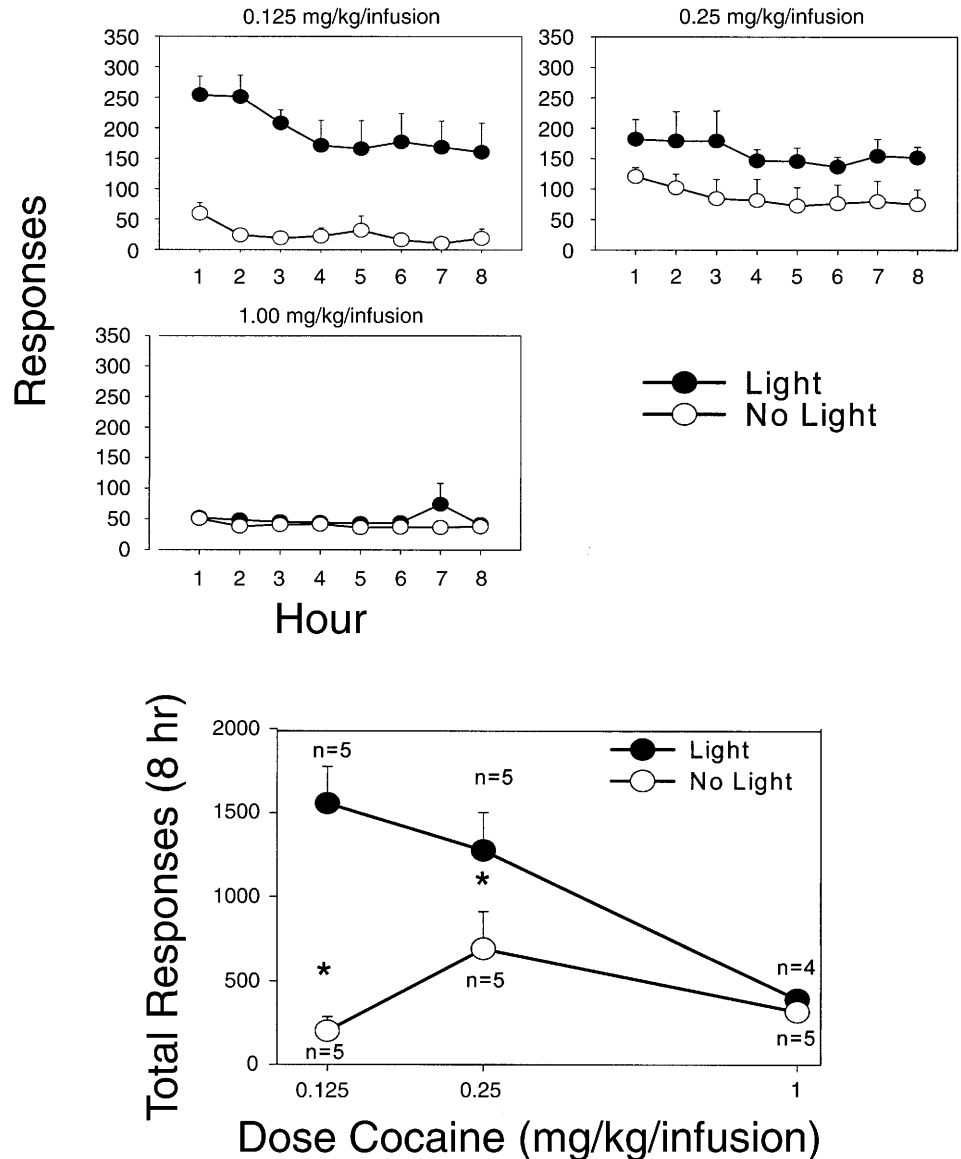 0.125 mg/kg/infusion
350
300
250
200
150
100
50
0
1 2 3 4 5 6 7 8
0.25 mg/kg/infusion
350
300
250
200
150
100
50
0
1 2 3 4 5 6 7 8
Responses
1.00 mg/kg/infusion
350
300
250
200
150
100
50
0
1 2 3 4 5 6 7 8
Hour
Light
No Light
Total Responses (8 hr)
2000
1500
1000
500
0
n=5
n=5
Light
No Light
*
*
n=5
n=5
n=4
n=5
0.125 0.25 1
Dose Cocaine (mg/kg/infusion)